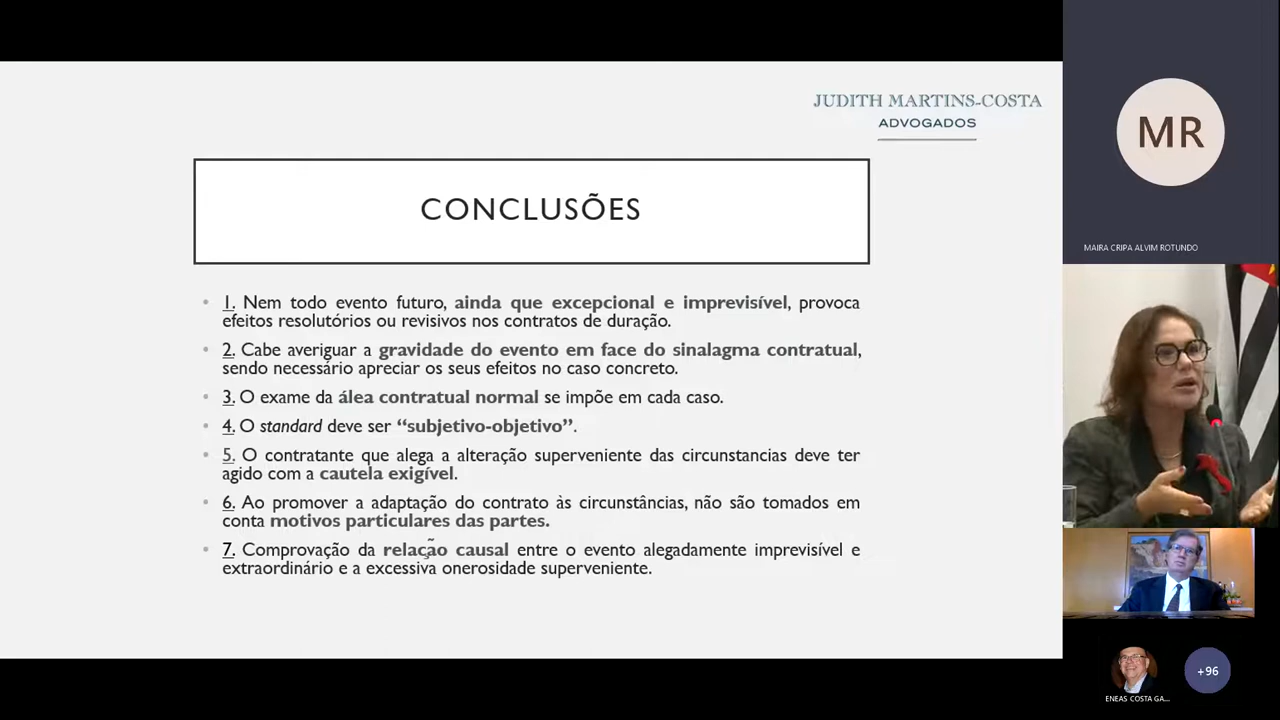 JUDITH MARTINS-COSTA
ADVOGADOS
CONCLUSÕES
• 1. Nem todo evento futuro, ainda que excepcional e imprevisível, provoca
efeitos resolutórios ou revisivos nos contratos de duração.
• 2. Cabe averiguar a gravidade do evento em face do sinalagma contratual,
sendo necessário apreciar os seus efeitos no caso concreto.
• 3. O exame da álea contratual normal se impõe em cada caso.
• 4. O standard deve ser “subjetivo-objetivo”.
• 5. O contratante que alega a alteração superveniente das circunstancias deve ter
agido com a cautela exigível.
• 6. Ao promover a adaptação do contrato às circunstâncias, não são tomados em
conta motivos particulares das partes.
• 7. Comprovação da relação causal entre o evento alegadamente imprevisível e
extraordinário e a excessiva onerosidade superveniente.
MR
MAIRA CRIPA ALVIM ROTUNDO
ENEAS COSTA GA...
+96